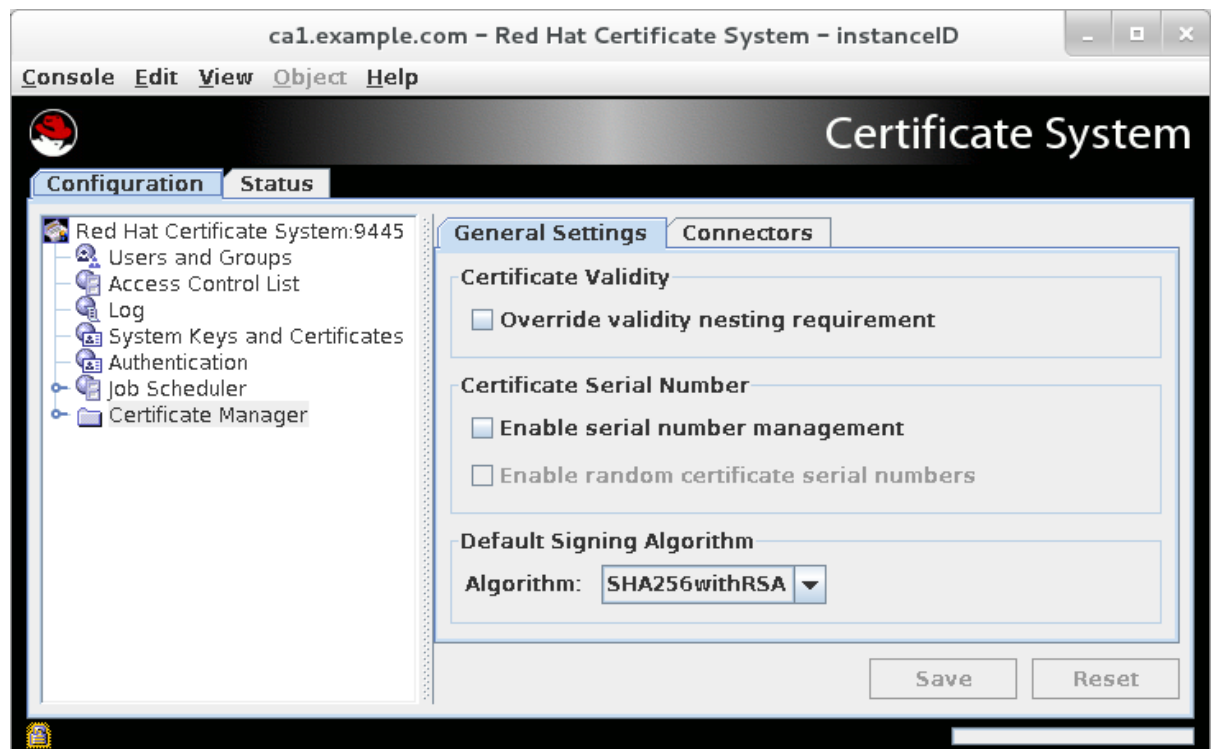 ca1.example.com – Red Hat Certificate System – instanceID
Console Edit View Object Help
Certificate System
Configuration Status
Red Hat Certificate System:9445
Users and Groups
Access Control List
Log
System Keys and Certificates
Authentication
Job Scheduler
Certificate Manager
General Settings Connectors
Certificate Validity
Override validity nesting requirement
Certificate Serial Number
Enable serial number management
Enable random certificate serial numbers
Default Signing Algorithm
Algorithm: SHA256withRSA
Save Reset